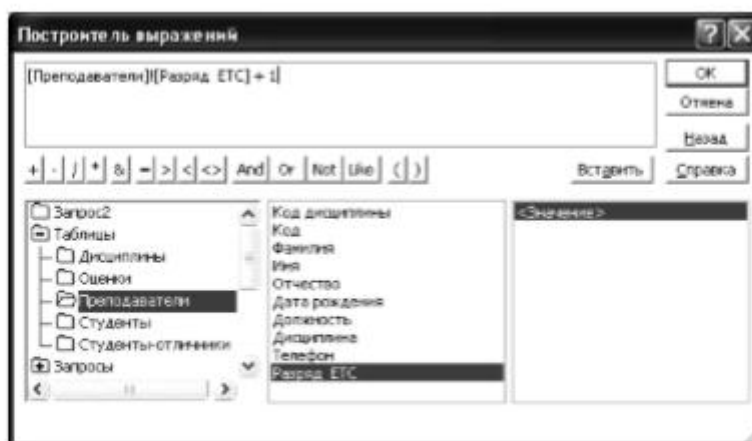 Построитель выражений
[Преподаватели]![Разряд ЕТС] + 1
ОК
Отмена
Назад
+ - / * & = > < <> And Or Not Like ( )
Вставить
Справка
Запрос2
Таблицы
Дисциплины
Оценки
Преподаватели
Студенты
Студенты-отличники
Запросы
Код дисциплины
Код
Фамилия
Имя
Отчество
Дата рождения
Должность
Дисциплина
Телефон
Разряд ЕТС
<Значение>